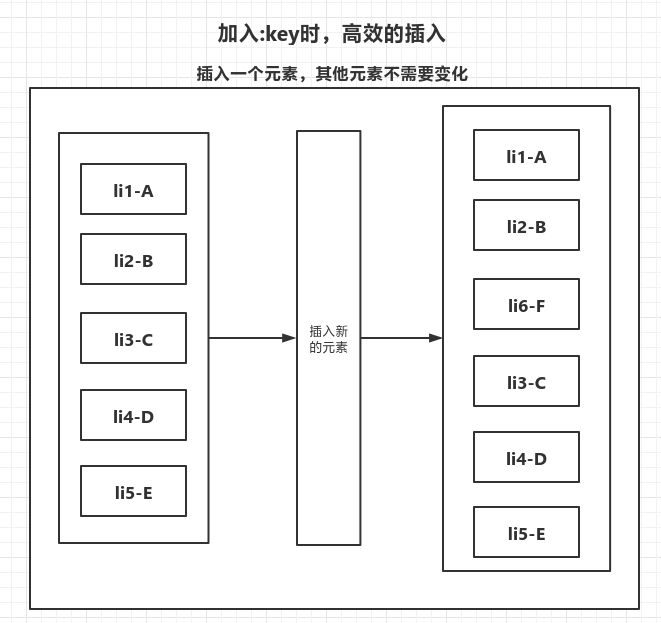 加入:key时，高效的插入
插入一个元素，其他元素不需要变化
li1-A
li2-B
li3-C
li4-D
li5-E
插入新
的元素
li1-A
li2-B
li6-F
li3-C
li4-D
li5-E